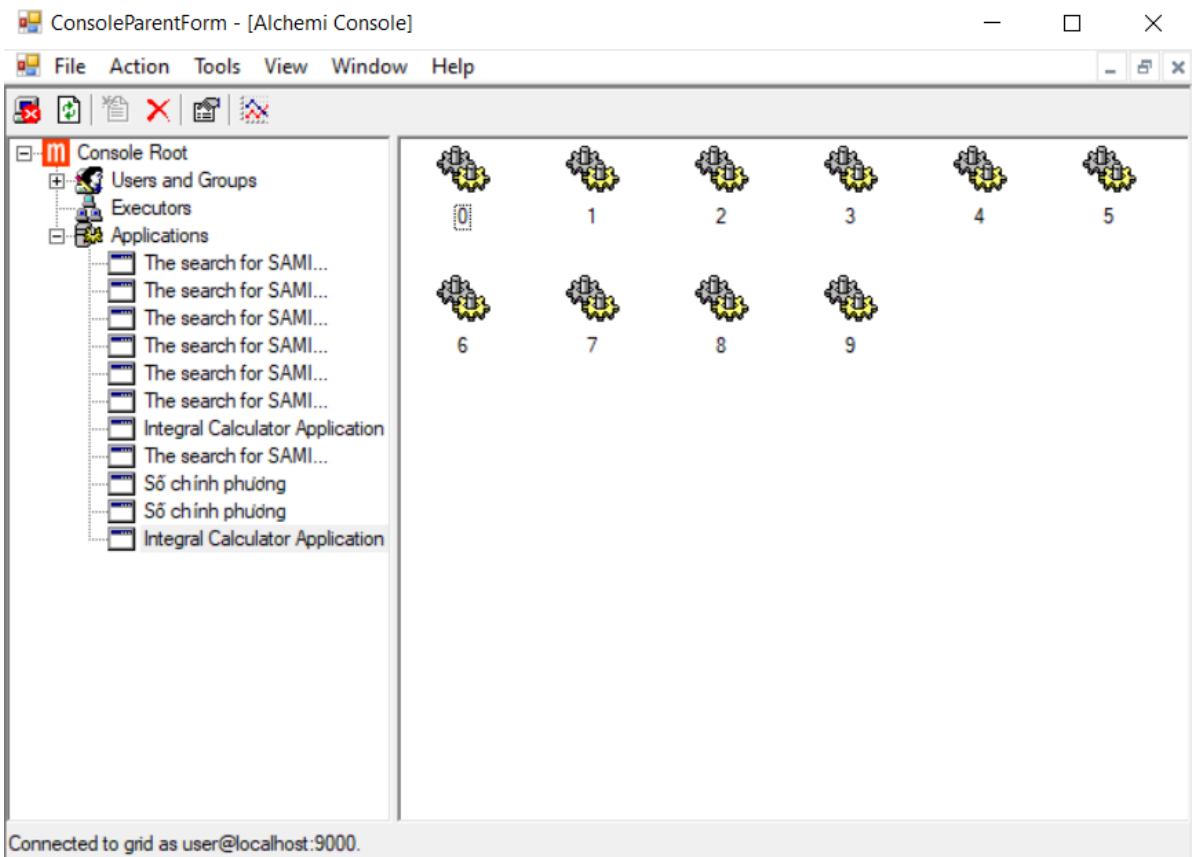 ConsoleParentForm - [Alchemi Console]
File Action Tools View Window Help
Console Root
Users and Groups
Executors
Applications
The search for SAMI...
The search for SAMI...
The search for SAMI...
The search for SAMI...
The search for SAMI...
The search for SAMI...
Integral Calculator Application
The search for SAMI...
Số chính phương
Số chính phương
Integral Calculator Application
0 1 2 3 4 5
6 7 8 9
Connected to grid as user@localhost:9000.